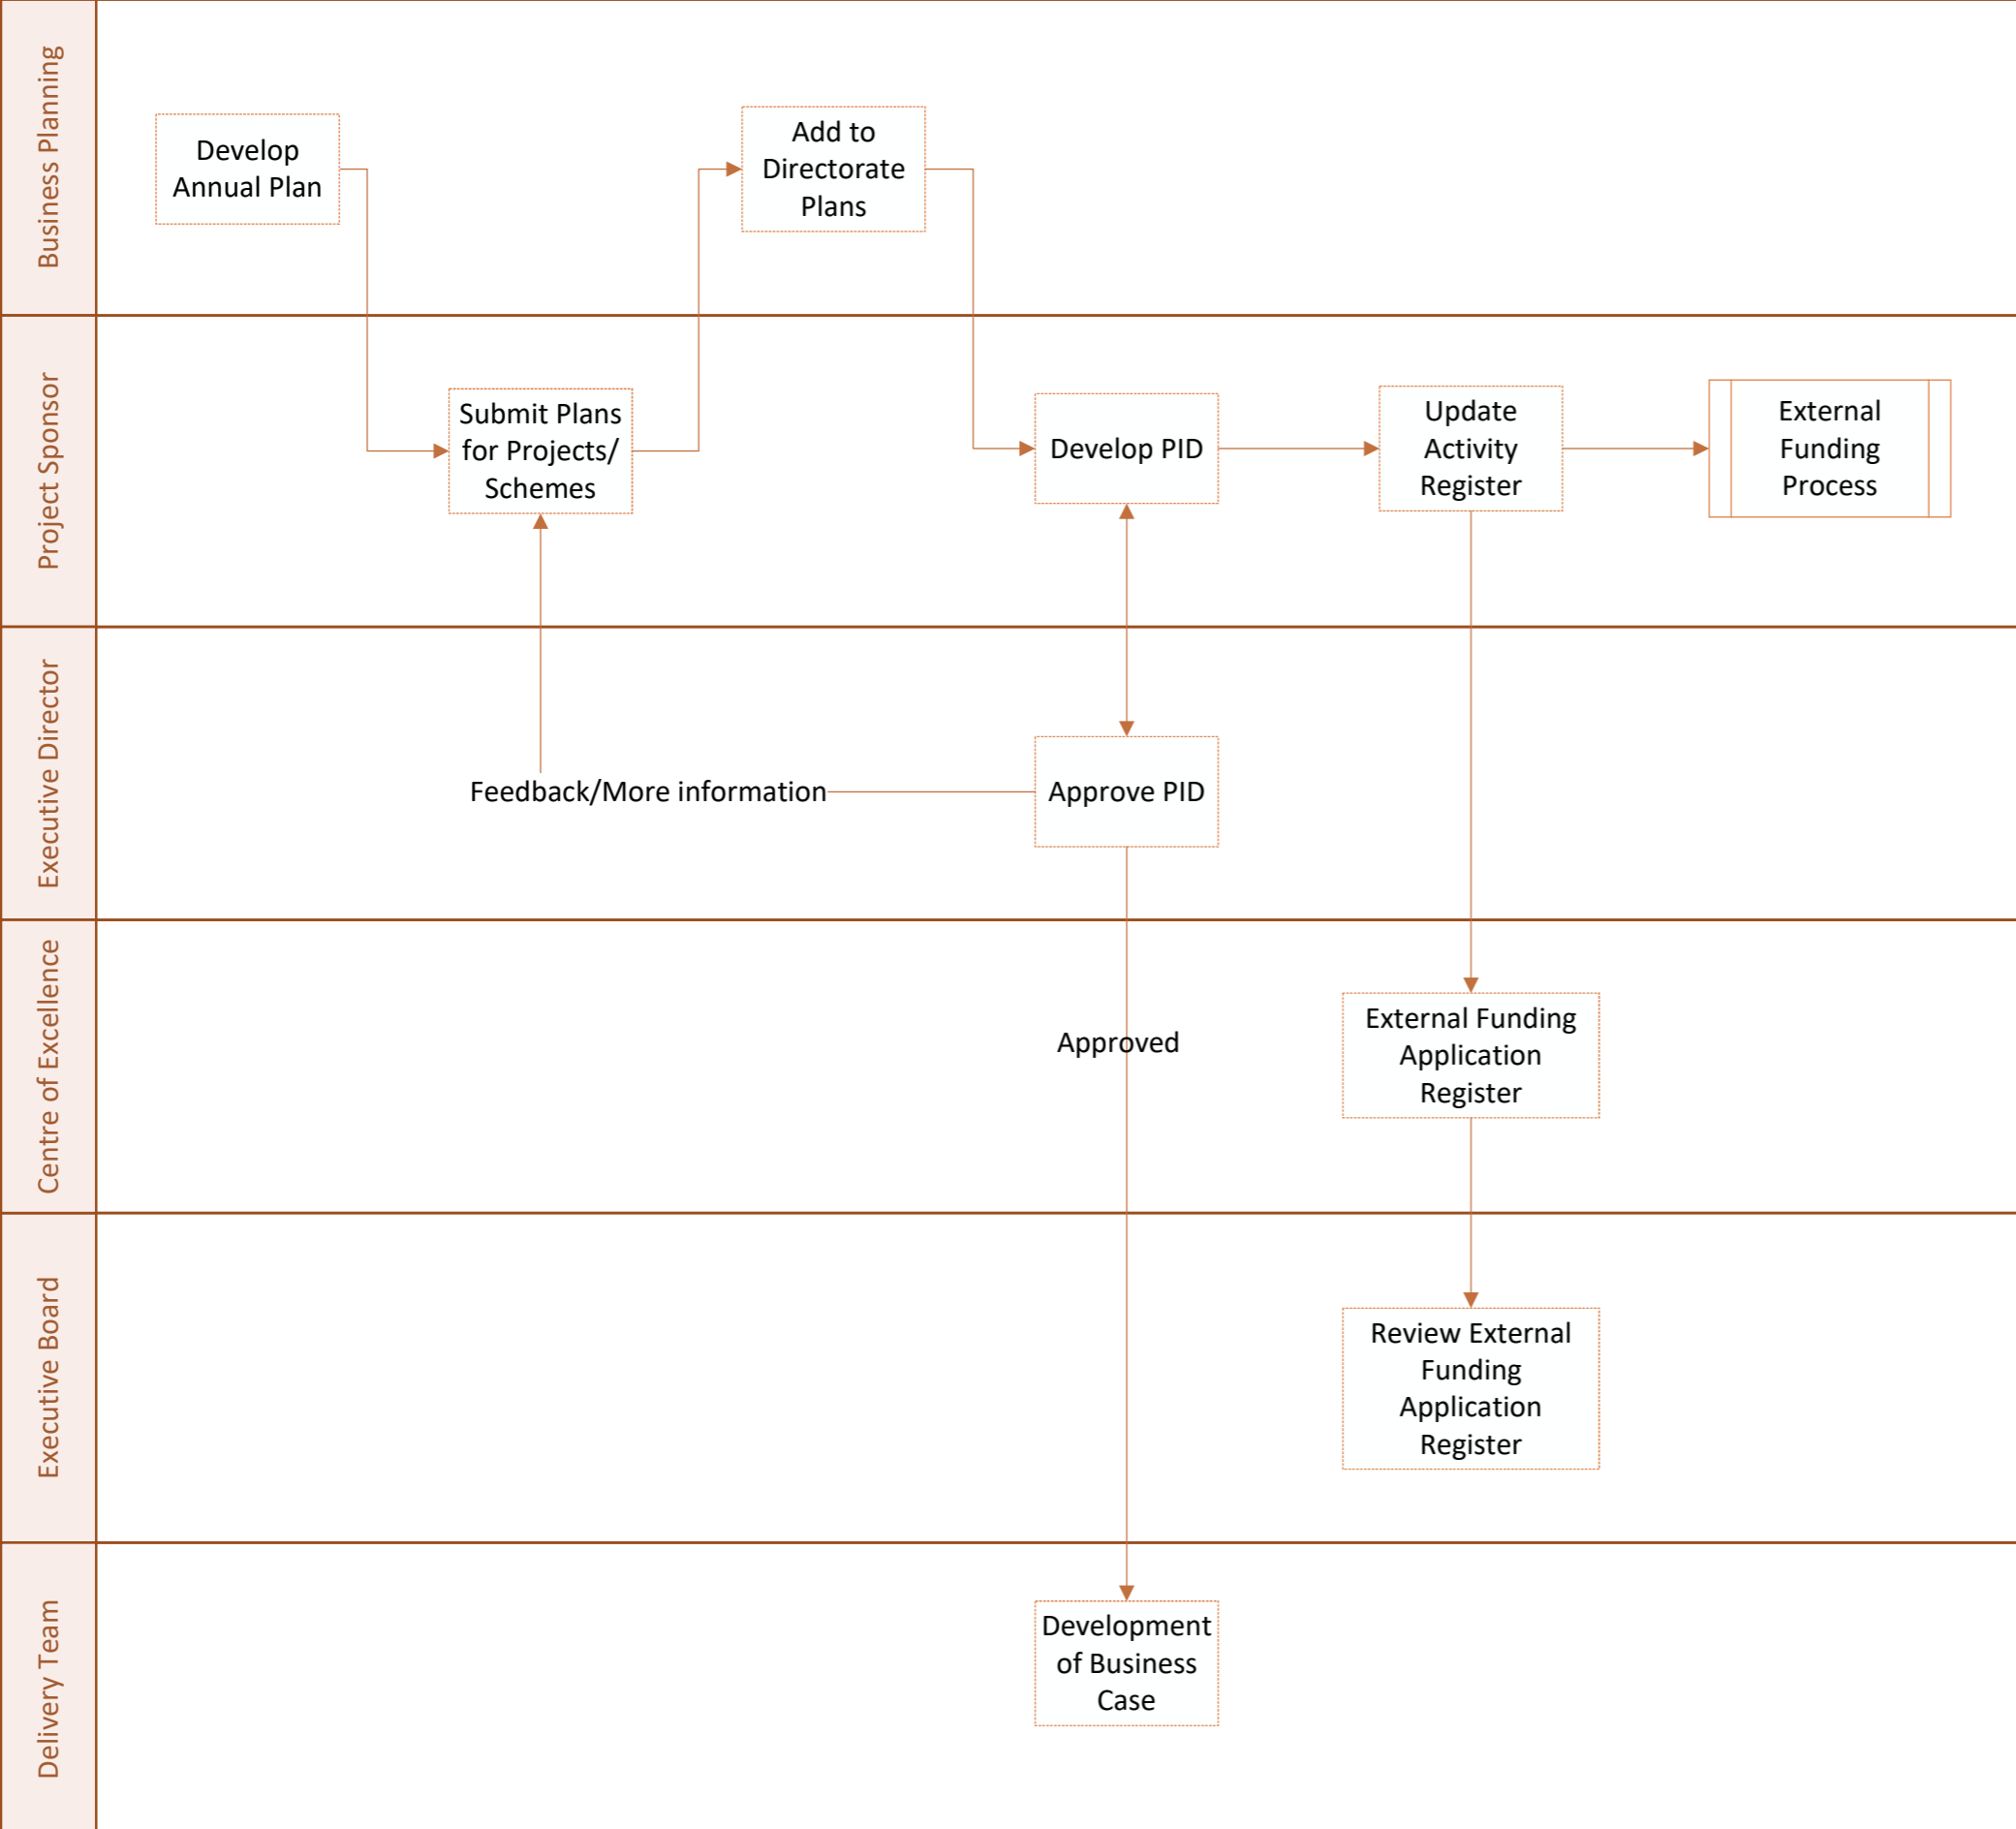 Business Planning
Develop
Annual Plan
Add to
Directorate
Plans
Project Sponsor
Submit Plans
for Projects/
Schemes
Develop PID
Update
Activity
Register
External
Funding
Process
Executive Director
Feedback/More information
Approve PID
Centre of Excellence
Approved
External Funding
Application
Register
Executive Board
Review External
Funding
Application
Register
Delivery Team
Development
of Business
Case